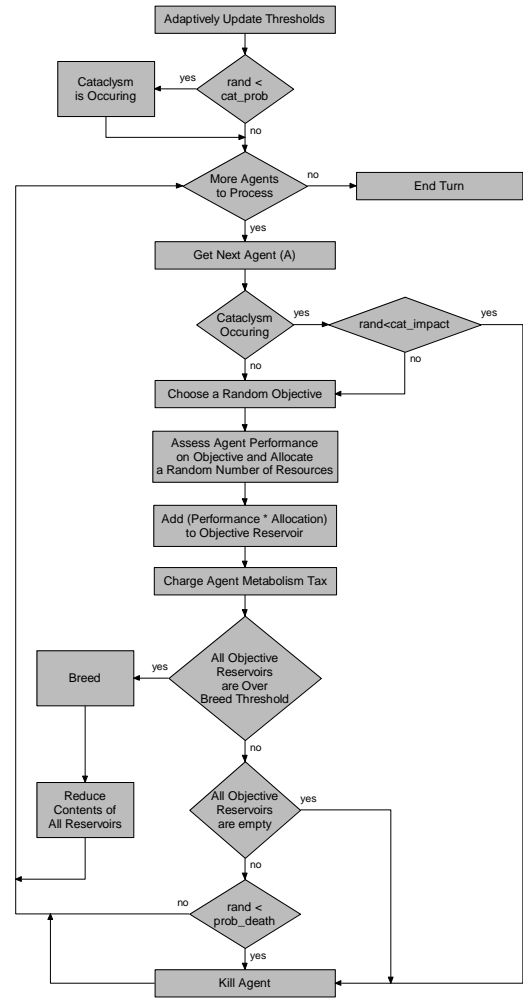 Adaptively Update Thresholds
rand <
cat_prob
yes
no
Cataclysm
is Occuring
More Agents
to Process
no
yes
End Turn
Get Next Agent (A)
Cataclysm
Occuring
yes
no
rand<cat_impact
yes
no
Choose a Random Objective
Assess Agent Performance
on Objective and Allocate
a Random Number of Resources
Add (Performance * Allocation)
to Objective Reservoir
Charge Agent Metabolism Tax
All Objective
Reservoirs
are Over
Breed Threshold
yes
no
Breed
Reduce
Contents of
All Reservoirs
All Objective
Reservoirs
are empty
yes
no
rand <
prob_death
no
yes
Kill Agent